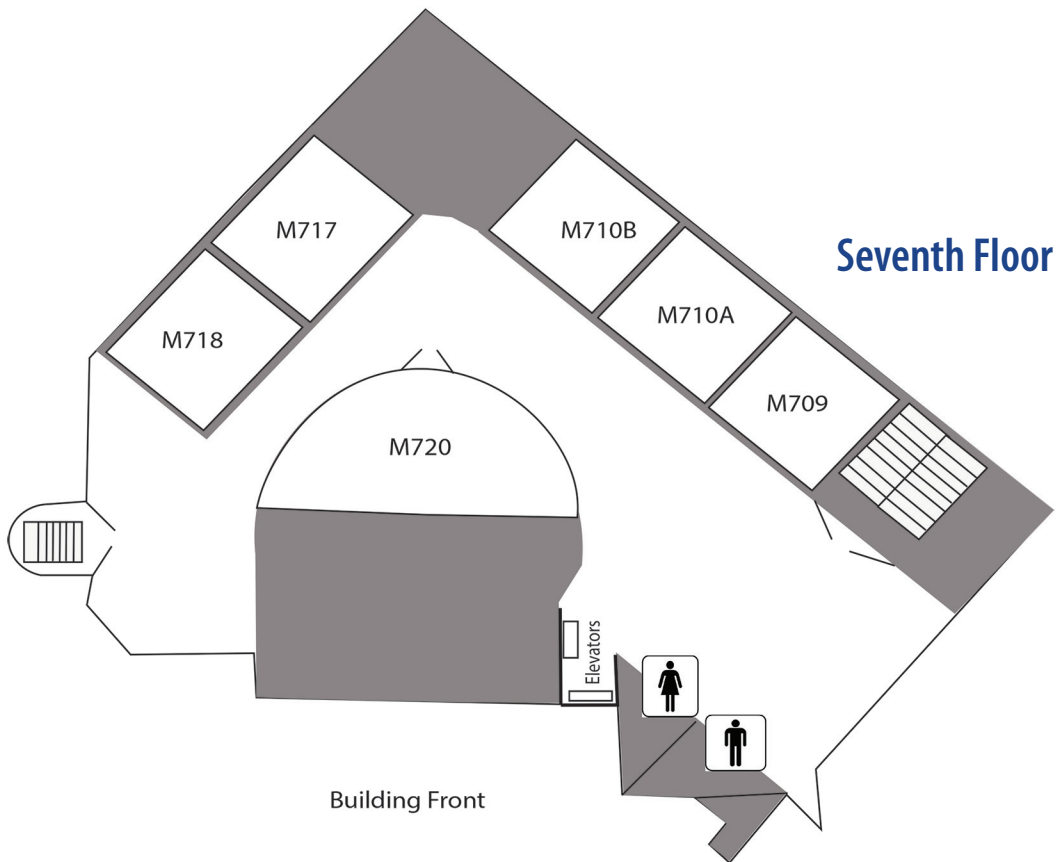 M717
M710B
Seventh Floor
M710A
M718
M709
M720
Elevators
Building Front